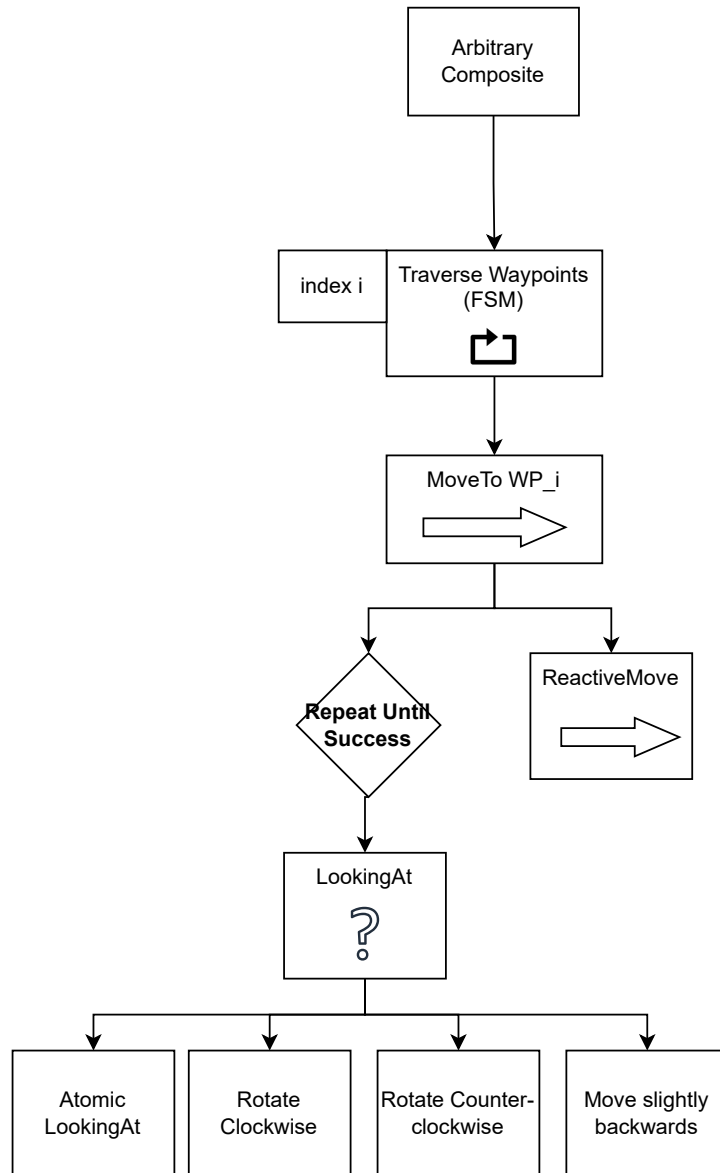 Arbitrary
Composite
index i
Traverse Waypoints
(FSM)
MoveTo WP_i
Repeat Until
Success
ReactiveMove
LookingAt
?
Atomic
LookingAt
Rotate
Clockwise
Rotate Counter-
clockwise
Move slightly
backwards